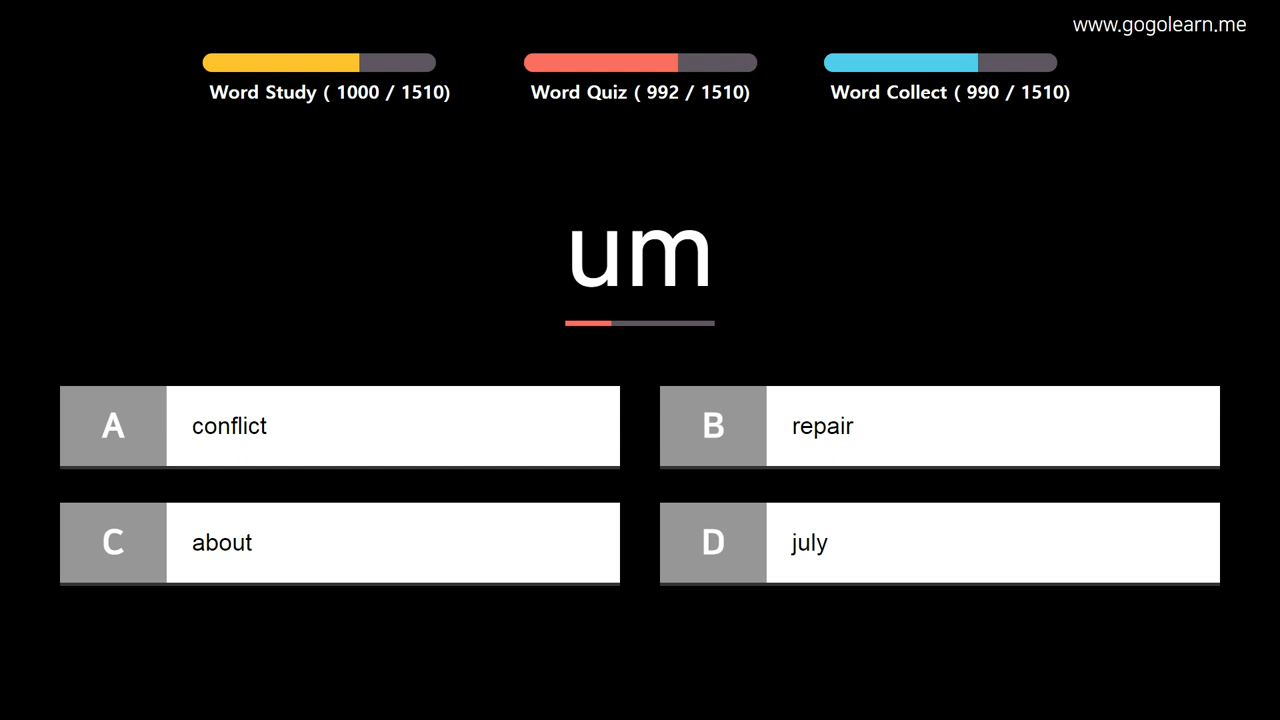 www.gogolearn.me
Word Study ( 1000 / 1510)
Word Quiz ( 992 / 1510)
Word Collect ( 990 / 1510)
um
A conflict
B repair
C about
D july